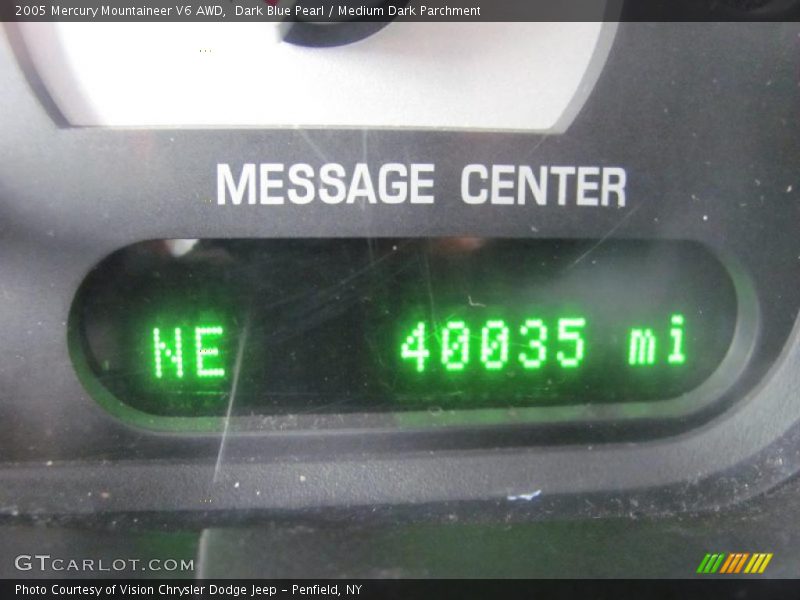 2005 Mercury Mountaineer V6 AWD,  Dark Blue Pearl / Medium Dark Parchment
MESSAGE CENTER
NE 40035 mi
GTCARLOT.COM
Photo Courtesy of Vision Chrysler Dodge Jeep – Penfield, NY